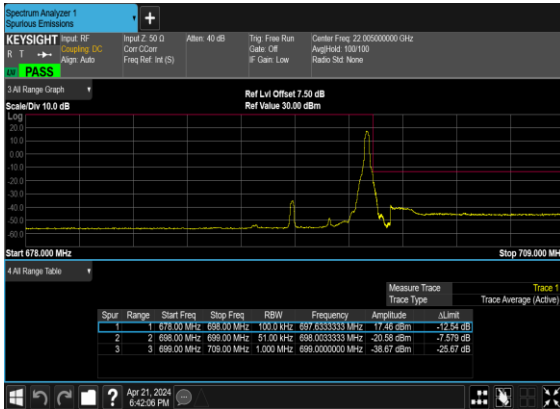 Spectrum Analyzer 1
Spurious Emissions
+
KEYSIGHT Input: RF Input Z: 50 Ω Atten: 40 dB Trig: Free Run Center Freq: 22.005000000 GHz
R T Coupling: DC Corr CCorr Gate: Off Avg|Hold: 100/100
Align: Auto Freq Ref: Int (S) IF Gain: Low Radio Std: None
PASS
3 All Range Graph
Ref Lvl Offset 7.50 dB
Scale/Div 10.0 dB Ref Value 30.00 dBm
Log
20.0
10.0
0.00
-10.0
-20.0
-30.0
-40.0
-50.0
-60.0
Start 678.000 MHz Stop 709.000 MH
4 All Range Table
Measure Trace Trace 1
Trace Type Trace Average (Active)
Spur Range Start Freq Stop Freq RBW Frequency Amplitude ΔLimit
1 1 678.00 MHz 698.00 MHz 100.0 kHz 697.6333333 MHz 17.46 dBm -12.54 dB
2 2 698.00 MHz 699.00 MHz 51.00 kHz 698.0033333 MHz -20.58 dBm -7.579 dB
3 3 699.00 MHz 709.00 MHz 1.000 MHz 699.0000000 MHz -38.67 dBm -25.67 dB
? Apr 21, 2024
6:42:06 PM